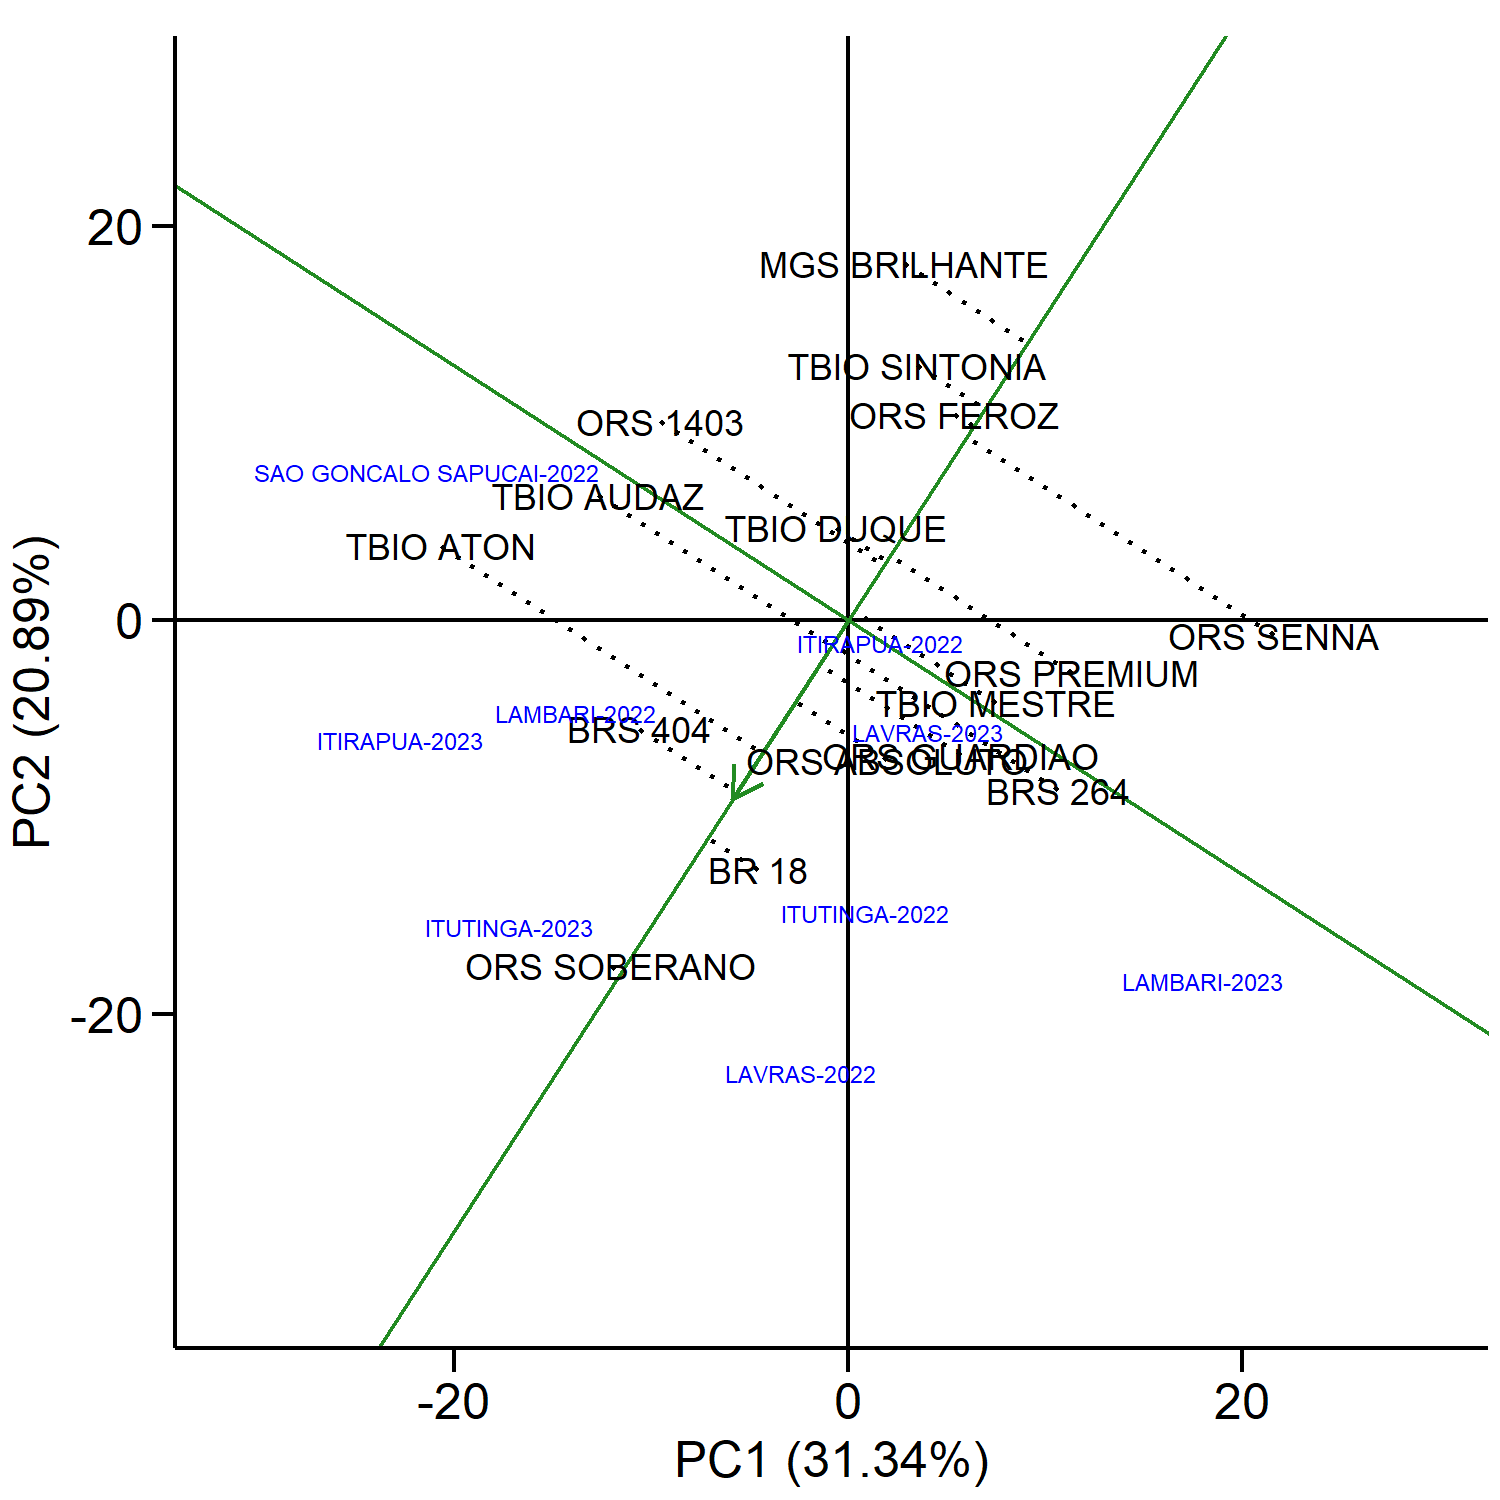 20
MGS BRILHANTE
TBIO SINTONIA
ORS FEROZ
ORS 1403
SAO GONCALO SAPUCAI-2022
TBIO AUDAZ
TBIO DUQUE
TBIO ATON
0
ITIRAPUA-2022
ORS SENNA
ORS PREMIUM
TBIO MESTRE
LAMBARI-2022
BRS 404
ITIRAPUA-2023
LAVRAS-2023
ORS GUARDIAO
ORS ABSOLUTO
BRS 264
BR 18
ITUTINGA-2022
ITUTINGA-2023
ORS SOBERANO
LAMBARI-2023
-20
LAVRAS-2022
PC2 (20.89%)
-20 0 20
PC1 (31.34%)